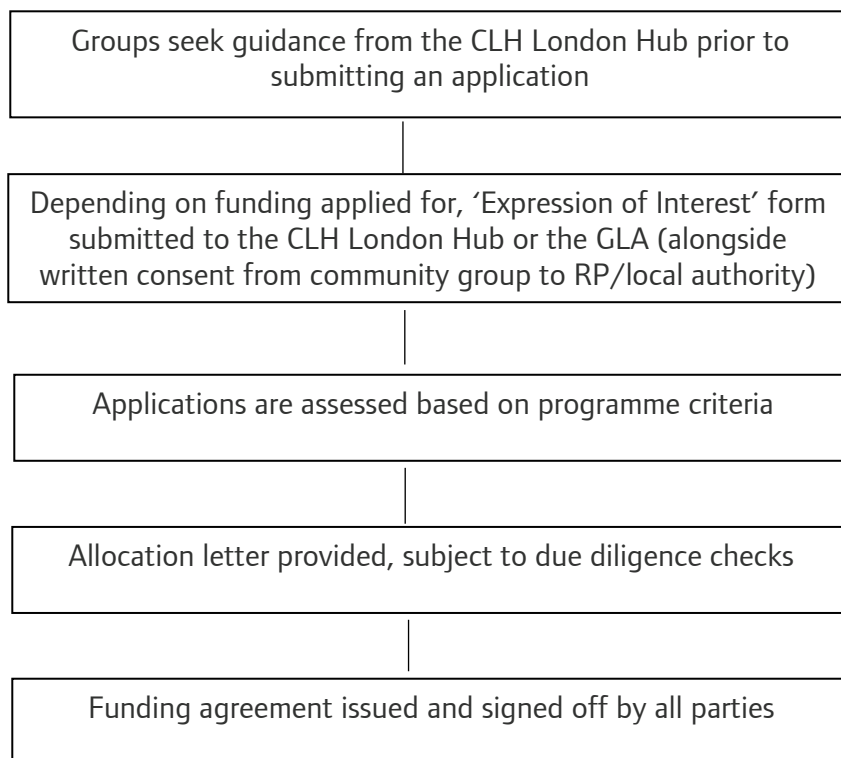 Groups seek guidance from the CLH London Hub prior to
submitting an application
Depending on funding applied for, ‘Expression of Interest’ form
submitted to the CLH London Hub or the GLA (alongside
written consent from community group to RP/local authority)
Applications are assessed based on programme criteria
Allocation letter provided, subject to due diligence checks
Funding agreement issued and signed off by all parties